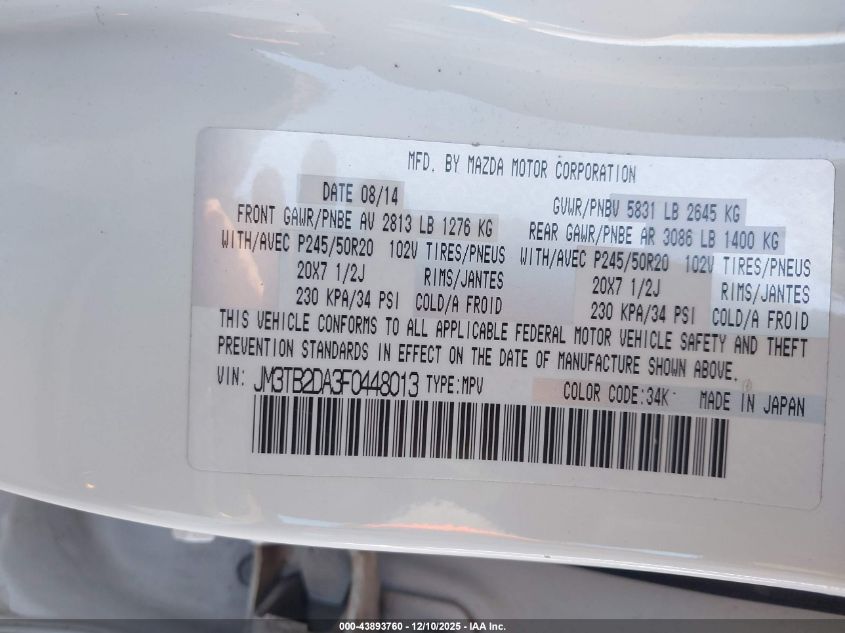 MFD. BY MAZDA MOTOR CORPORATION
DATE 08/14 GVWR/PNBV 5831 LB 2645 KG
FRONT GAWR/PNBE AV 2813 LB 1276 KG REAR GAWR/PNBE AR 3086 LB 1400 KG
WITH/AVEC P245/50R20 102V TIRES/PNEUS WITH/AVEC P245/50R20 102V TIRES/PNEUS
20X7 1/2J RIMS/JANTES 20X7 1/2J RIMS/JANTES
230 KPA/34 PSI COLD/A FROID 230 KPA/34 PSI COLD/A FROID
THIS VEHICLE CONFORMS TO ALL APPLICABLE FEDERAL MOTOR VEHICLE SAFETY AND THEFT
PREVENTION STANDARDS IN EFFECT ON THE DATE OF MANUFACTURE SHOWN ABOVE.
VIN: JM3TB2DA3F0448013 TYPE:MPV COLOR CODE:34K MADE IN JAPAN
000-43893760 - 12/10/2025 - IAA Inc.